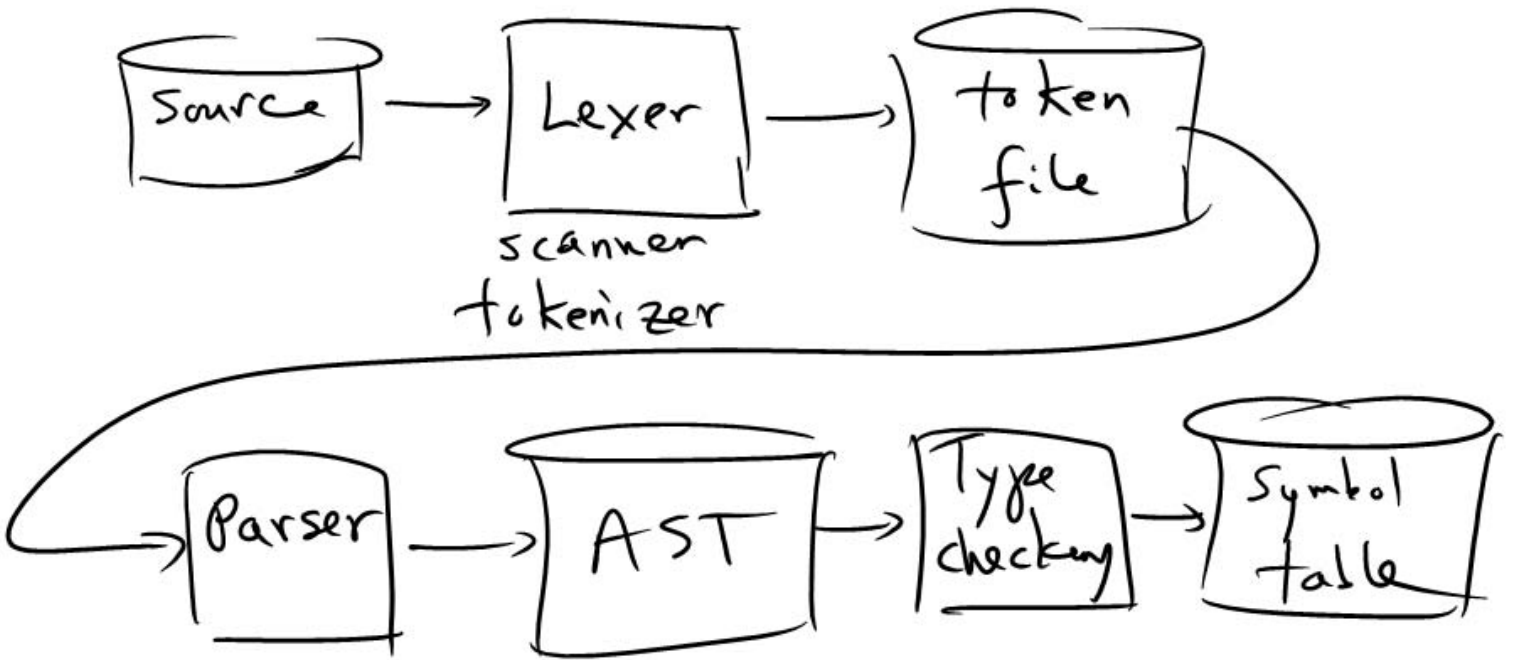 Source
Lexer
token
file
scanner
tokenizer
Parser
AST
Type
checking
Symbol
table